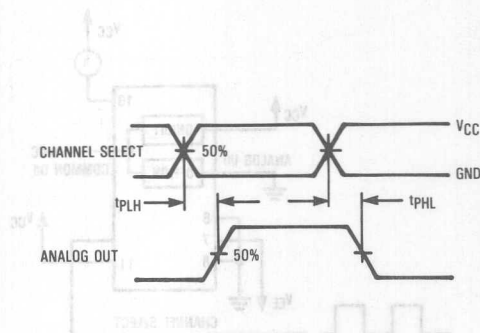 VCC
CHANNEL SELECT
50%
GND
tPLH
tPHL
ANALOG OUT
50%